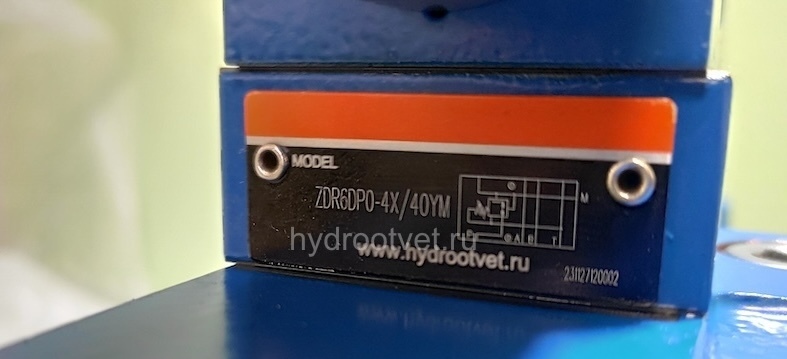 MODEL
ZDR6DP0-4X/40YM
M
P A B T
hydrootvet.ru
www.hydrootvet.ru
231127120002